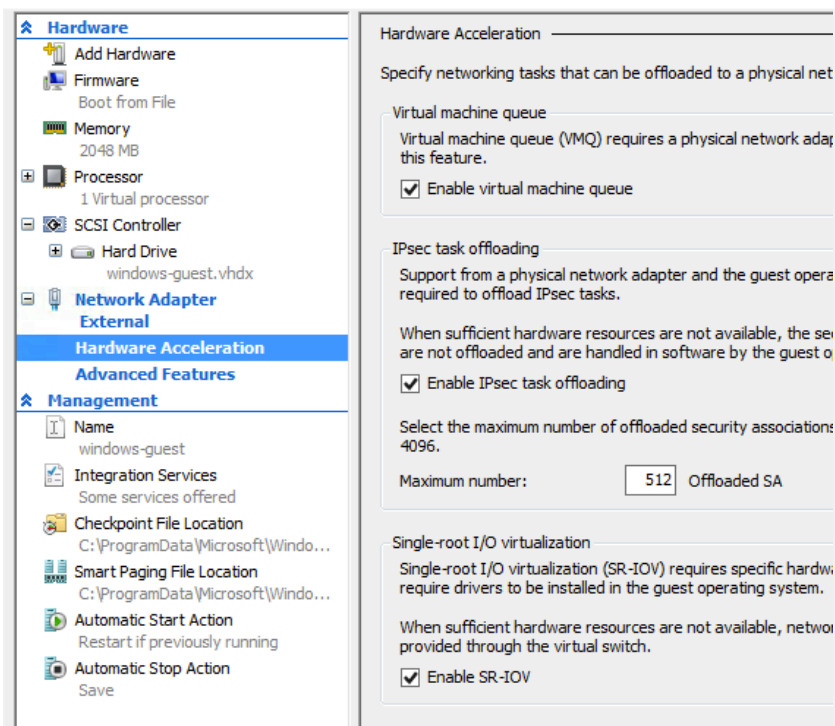 Hardware
Add Hardware
Firmware
Boot from File
Memory
2048 MB
Processor
1 Virtual processor
SCSI Controller
Hard Drive
windows-guest.vhdx
Network Adapter
External
Hardware Acceleration
Advanced Features
Management
Name
windows-guest
Integration Services
Some services offered
Checkpoint File Location
C:\ProgramData\Microsoft\Windo...
Smart Paging File Location
C:\ProgramData\Microsoft\Windo...
Automatic Start Action
Restart if previously running
Automatic Stop Action
Save
Hardware Acceleration
Specify networking tasks that can be offloaded to a physical net
Virtual machine queue
Virtual machine queue (VMQ) requires a physical network adap
this feature.
Enable virtual machine queue
IPsec task offloading
Support from a physical network adapter and the guest opera
required to offload IPsec tasks.
When sufficient hardware resources are not available, the se
are not offloaded and are handled in software by the guest o
Enable IPsec task offloading
Select the maximum number of offloaded security associations
4096.
Maximum number: 512 Offloaded SA
Single-root I/O virtualization
Single-root I/O virtualization (SR-IOV) requires specific hardwa
require drivers to be installed in the guest operating system.
When sufficient hardware resources are not available, networ
provided through the virtual switch.
Enable SR-IOV